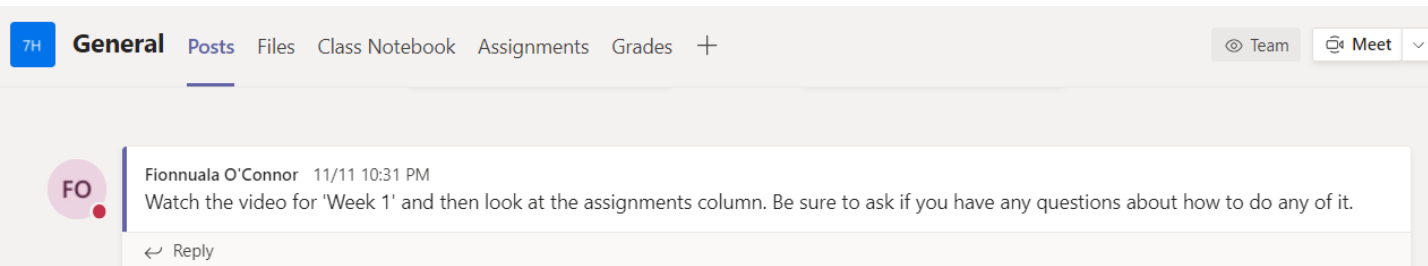 7H General Posts Files Class Notebook Assignments Grades + Team Meet
FO
Fionnuala O'Connor 11/11 10:31 PM
Watch the video for 'Week 1' and then look at the assignments column. Be sure to ask if you have any questions about how to do any of it.
Reply